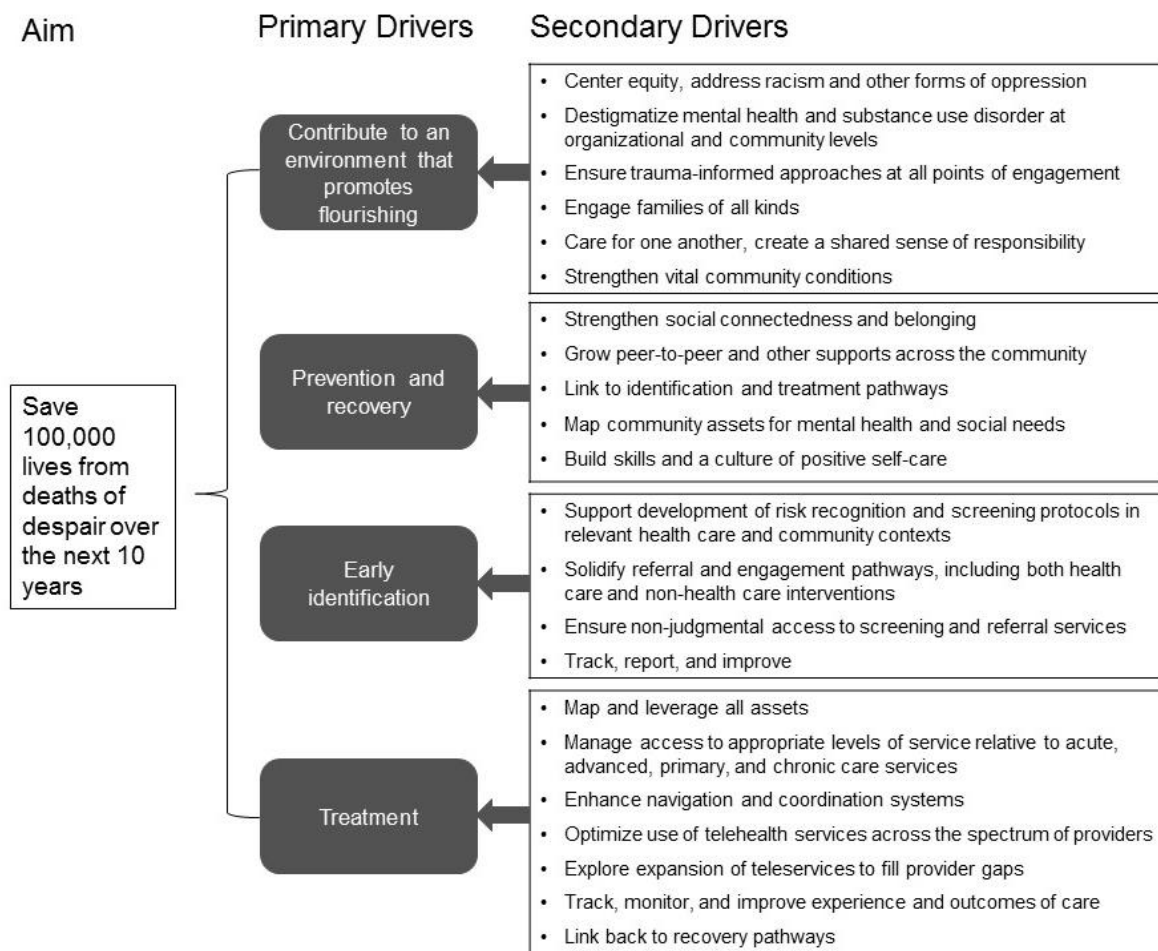 Aim
Primary Drivers
Secondary Drivers
Save
100,000
lives from
deaths of
despair over
the next 10
years
Contribute to an
environment that
promotes
flourishing
• Center equity, address racism and other forms of oppression
• Destigmatize mental health and substance use disorder at
organizational and community levels
• Ensure trauma-informed approaches at all points of engagement
• Engage families of all kinds
• Care for one another, create a shared sense of responsibility
• Strengthen vital community conditions
Prevention and
recovery
• Strengthen social connectedness and belonging
• Grow peer-to-peer and other supports across the community
• Link to identification and treatment pathways
• Map community assets for mental health and social needs
• Build skills and a culture of positive self-care
Early
identification
• Support development of risk recognition and screening protocols in
relevant health care and community contexts
• Solidify referral and engagement pathways, including both health
care and non-health care interventions
• Ensure non-judgmental access to screening and referral services
• Track, report, and improve
Treatment
• Map and leverage all assets
• Manage access to appropriate levels of service relative to acute,
advanced, primary, and chronic care services
• Enhance navigation and coordination systems
• Optimize use of telehealth services across the spectrum of providers
• Explore expansion of teleservices to fill provider gaps
• Track, monitor, and improve experience and outcomes of care
• Link back to recovery pathways